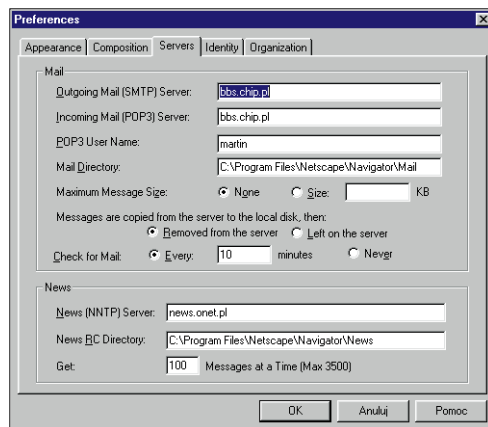 Preferences
Appearance Composition Servers Identity Organization
Mail
Outgoing Mail (SMTP) Server: bbs.chip.pl
Incoming Mail (POP3) Server: bbs.chip.pl
POP3 User Name: martin
Mail Directory: C:\Program Files\Netscape\Navigator\Mail
Maximum Message Size: None Size: KB
Messages are copied from the server to the local disk, then:
Removed from the server Left on the server
Check for Mail: Every: 10 minutes Never
News
News (NNTP) Server: news.onet.pl
News RC Directory: C:\Program Files\Netscape\Navigator\News
Get: 100 Messages at a Time (Max 3500)
OK Anuluj Pomoc